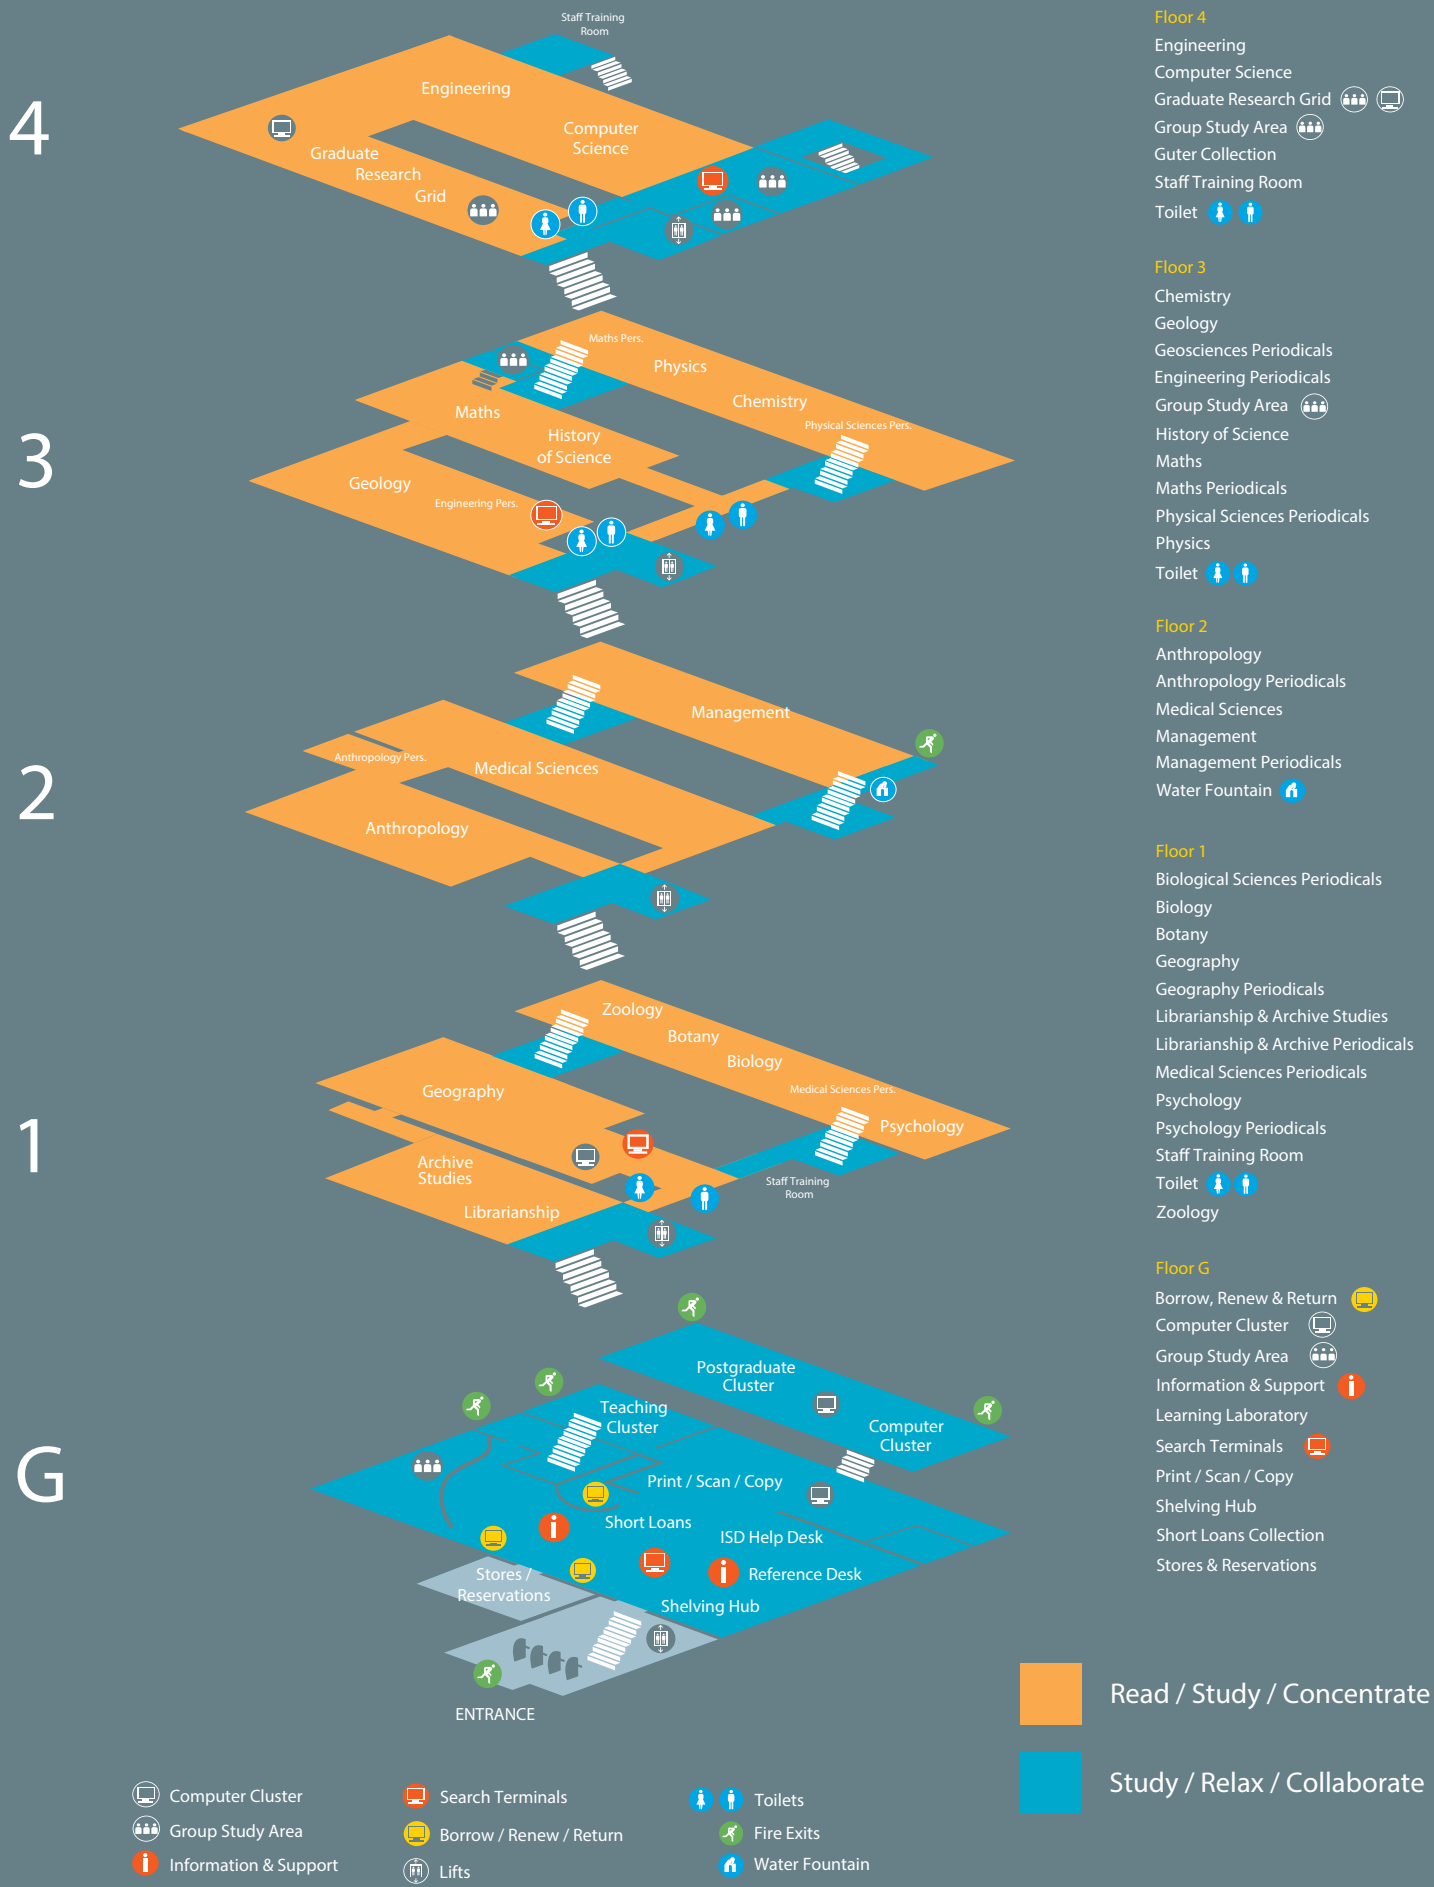 4
Staff Training
Room
Engineering
Computer
Science
Graduate
Research
Grid
3
Maths Pers.
Physics
Chemistry
Physical Sciences Pers.
Maths
History
of Science
Geology
Engineering Pers.
2
Management
Anthropology Pers.
Medical Sciences
Anthropology
1
Zoology
Botany
Biology
Medical Sciences Pers.
Psychology
Geography
Archive
Studies
Librarianship
Staff Training
Room
G
Postgraduate
Cluster
Teaching
Cluster
Computer
Cluster
Print / Scan / Copy
Short Loans
ISD Help Desk
Reference Desk
Stores /
Reservations
Shelving Hub
ENTRANCE
Floor 4
Engineering
Computer Science
Graduate Research Grid
Group Study Area
Guter Collection
Staff Training Room
Toilet
Floor 3
Chemistry
Geology
Geosciences Periodicals
Engineering Periodicals
Group Study Area
History of Science
Maths
Maths Periodicals
Physical Sciences Periodicals
Physics
Toilet
Floor 2
Anthropology
Anthropology Periodicals
Medical Sciences
Management
Management Periodicals
Water Fountain
Floor 1
Biological Sciences Periodicals
Biology
Botany
Geography
Geography Periodicals
Librarianship & Archive Studies
Librarianship & Archive Periodicals
Medical Sciences Periodicals
Psychology
Psychology Periodicals
Staff Training Room
Toilet
Zoology
Floor G
Borrow, Renew & Return
Computer Cluster
Group Study Area
Information & Support
Learning Laboratory
Search Terminals
Print / Scan / Copy
Shelving Hub
Short Loans Collection
Stores & Reservations
Read / Study / Concentrate
Study / Relax / Collaborate
Computer Cluster
Group Study Area
Information & Support
Search Terminals
Borrow / Renew / Return
Lifts
Toilets
Fire Exits
Water Fountain